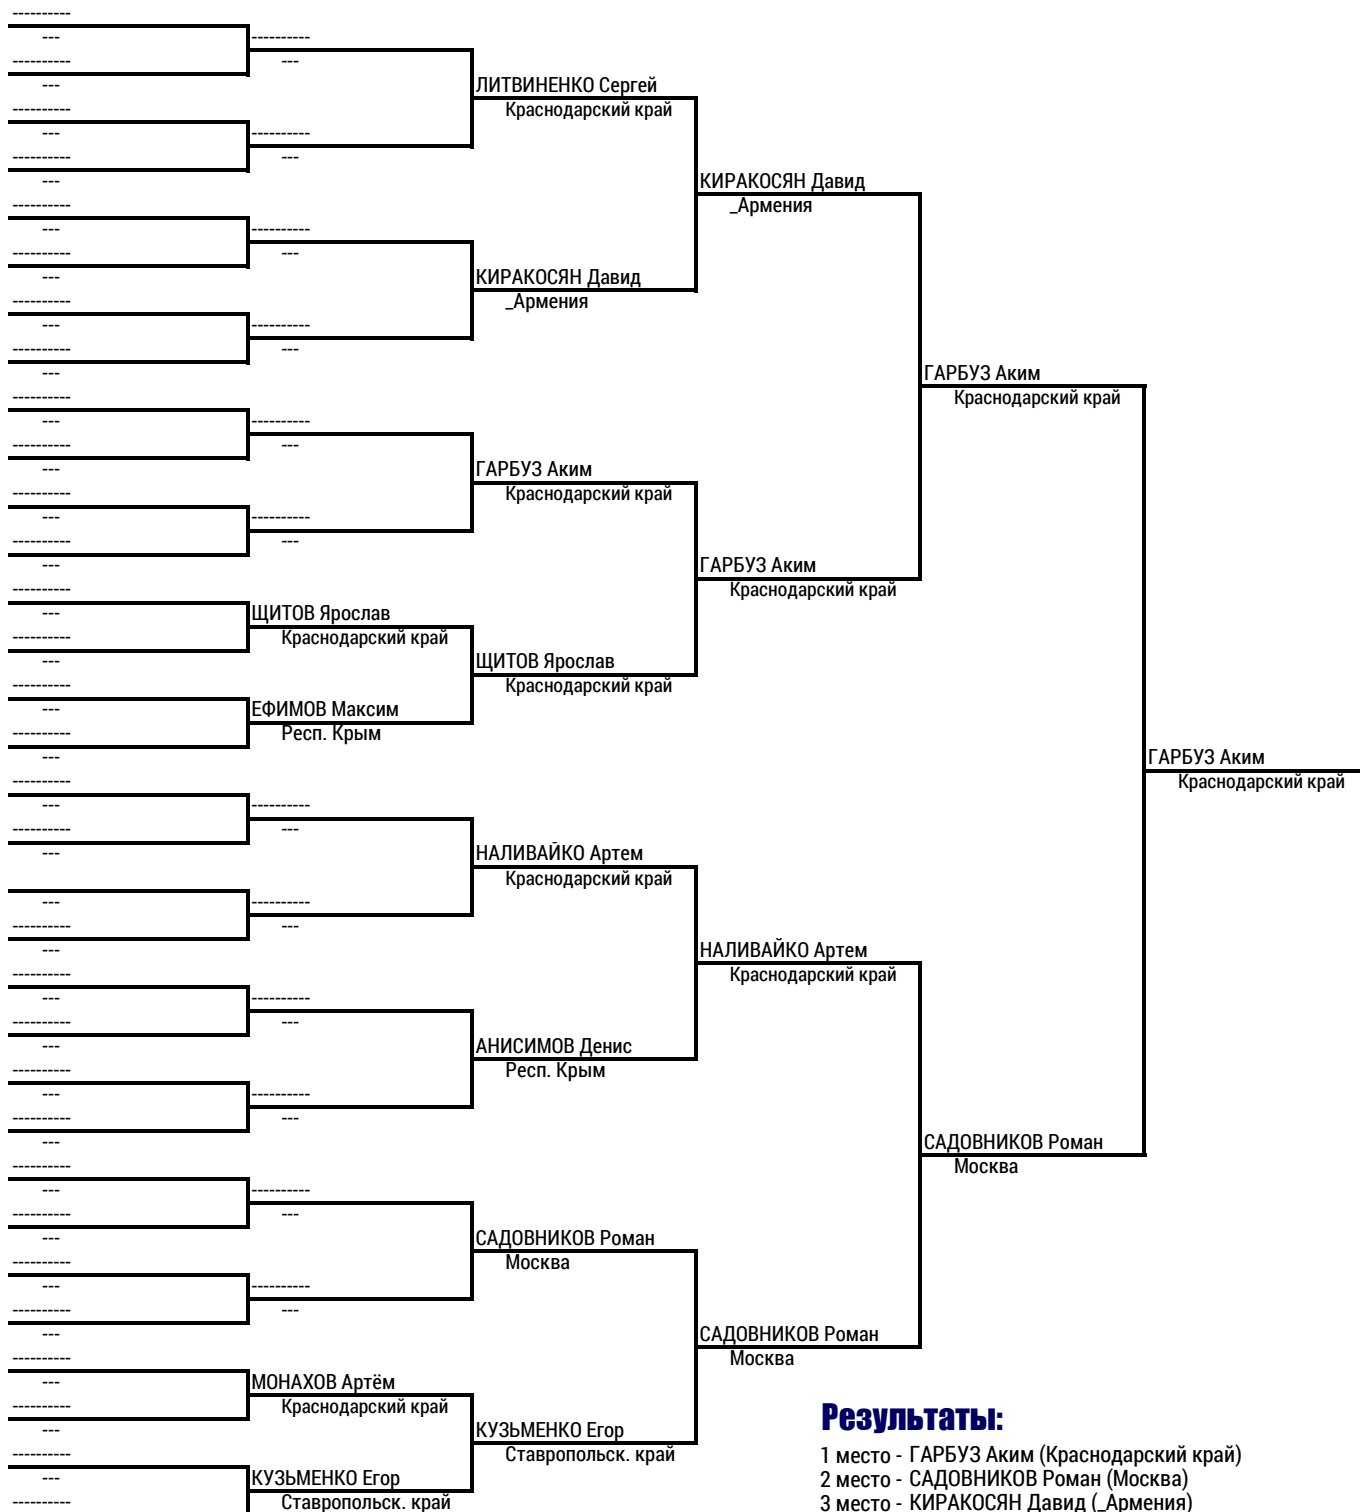 ЩИТОВ Ярослав
Краснодарский край
ЕФИМОВ Максим
Респ. Крым
МОНАХОВ Артём
Краснодарский край
КУЗЬМЕНКО Егор
Ставропольск. край
ЛИТВИНЕНКО Сергей
Краснодарский край
КИРАКОСЯН Давид
_Армения
ГАРБУЗ Аким
Краснодарский край
ЩИТОВ Ярослав
Краснодарский край
НАЛИВАЙКО Артем
Краснодарский край
АНИСИМОВ Денис
Респ. Крым
САДОВНИКОВ Роман
Москва
КУЗЬМЕНКО Егор
Ставропольск. край
КИРАКОСЯН Давид
_Армения
ГАРБУЗ Аким
Краснодарский край
НАЛИВАЙКО Артем
Краснодарский край
САДОВНИКОВ Роман
Москва
ГАРБУЗ Аким
Краснодарский край
САДОВНИКОВ Роман
Москва
ГАРБУЗ Аким
Краснодарский край
Результаты:
1 место - ГАРБУЗ Аким (Краснодарский край)
2 место - САДОВНИКОВ Роман (Москва)
3 место - КИРАКОСЯН Давид (_Армения)